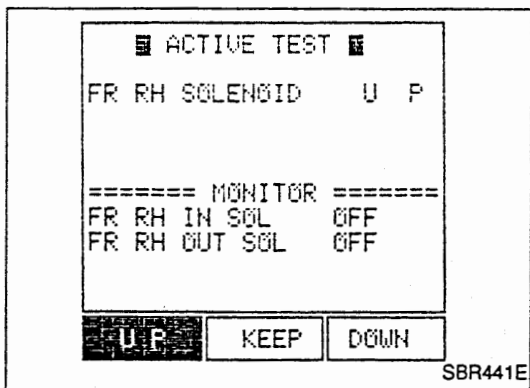 ACTIVE TEST
FR RH SOLENOID U P
======= MONITOR =======
FR RH IN SOL OFF
FR RH OUT SOL OFF
U P KEEP DOWN
SBR441E